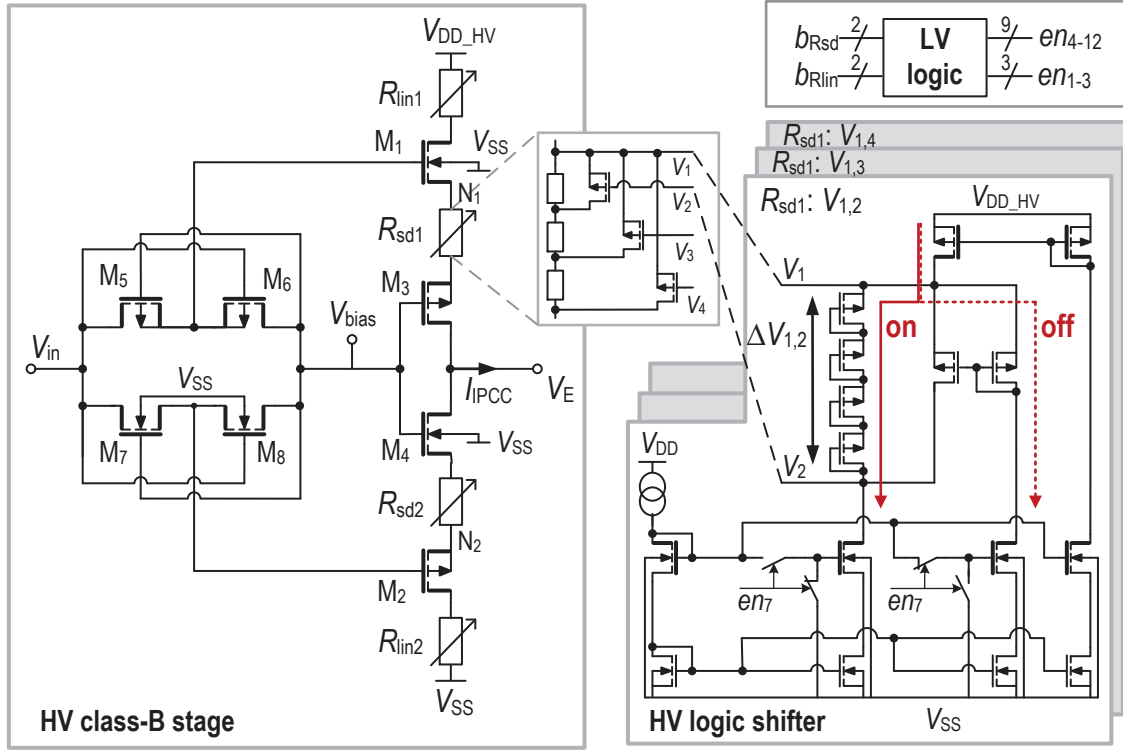 V_DD_HV
R_lin1
M_1
V_SS
N_1
R_sd1
M_5
M_6
M_3
V_bias
V_in
V_SS
I_IPCC
V_E
M_7
M_8
M_4
V_SS
R_sd2
N_2
M_2
R_lin2
V_SS
HV class-B stage
V_1
V_2
V_3
V_4
b_Rsd
2
LV
logic
9
en_4-12
b_Rlin
2
3
en_1-3
R_sd1: V_1,4
R_sd1: V_1,3
R_sd1: V_1,2
V_DD_HV
V_1
on
off
ΔV_1,2
V_2
V_DD
en_7
en_7
HV logic shifter
V_SS